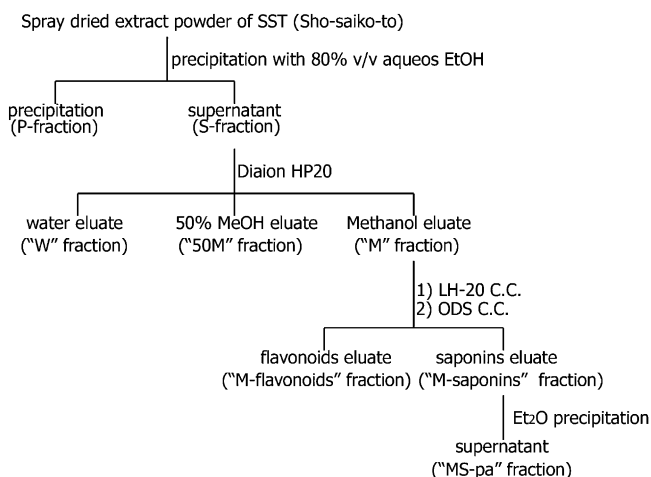 Spray dried extract powder of SST (Sho-saiko-to)
precipitation with 80% v/v aqueos EtOH
precipitation
(P-fraction)
supernatant
(S-fraction)
Diaion HP20
water eluate
("W" fraction)
50% MeOH eluate
("50M" fraction)
Methanol eluate
("M" fraction)
1) LH-20 C.C.
2) ODS C.C.
flavonoids eluate
("M-flavonoids" fraction)
saponins eluate
("M-saponins" fraction)
Et2O precipitation
supernatant
("MS-pa" fraction)